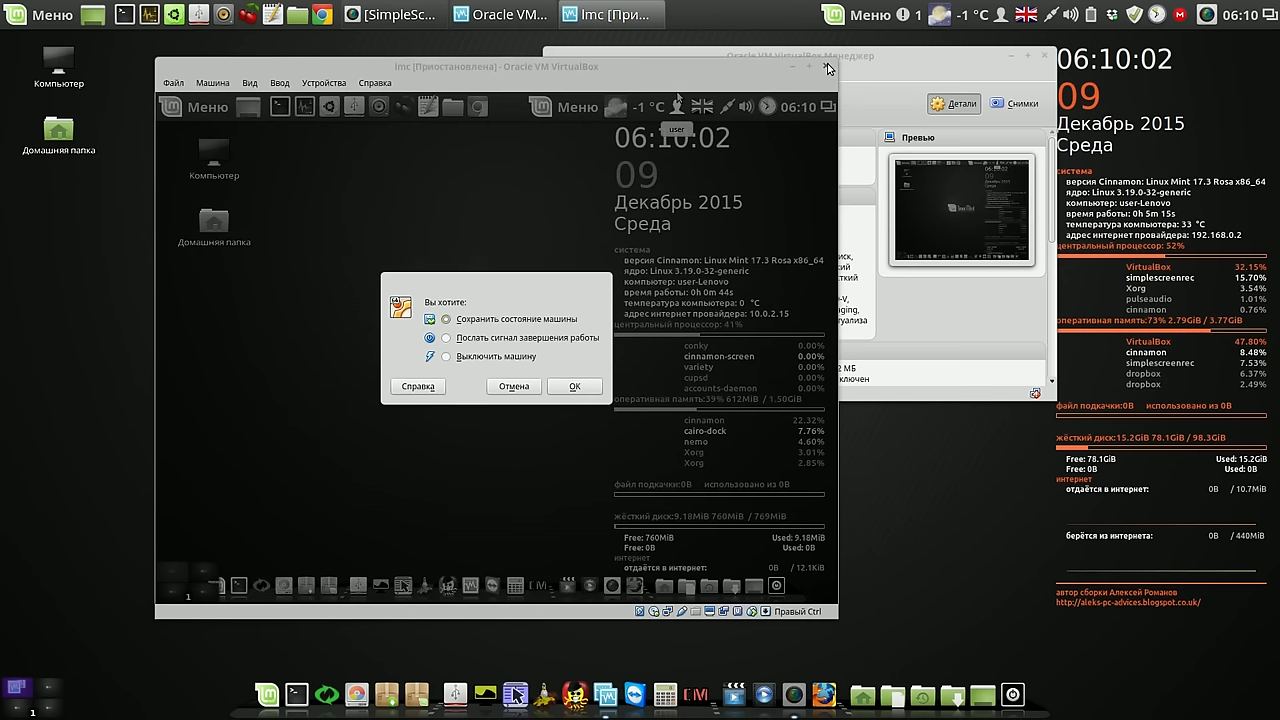 Меню
[SimpleSc...
Oracle VM...
lmc [При...
Меню
1
-1 °C
06:10
Компьютер
Домашняя папка
Oracle VM VirtualBox Менеджер
Детали
Снимки
Превью
lmc [Приостановлена] - Oracle VM VirtualBox
Файл
Машина
Вид
Ввод
Устройства
Справка
Меню
Меню
-1 °C
06:10
user
Компьютер
Домашняя папка
06:10:02
09
Декабрь 2015
Среда
система
версия Cinnamon: Linux Mint 17.3 Rosa x86_64
ядро: Linux 3.19.0-32-generic
компьютер: user-Lenovo
время работы: 0h 0m 44s
температура компьютера: 0 °C
адрес интернет провайдера: 10.0.2.15
центральный процессор: 41%
conky 0.00%
cinnamon-screen 0.00%
variety 0.00%
cupsd 0.00%
accounts-daemon 0.00%
оперативная память:39% 612MiB / 1.50GiB
cinnamon 22.32%
cairo-dock 7.76%
nemo 4.60%
Xorg 3.01%
Xorg 2.85%
файл подкачки:0B использовано из 0B
жёсткий диск:9.18MiB 760MiB / 769MiB
Free: 760MiB Used: 9.18MiB
Free: 0B Used: 0B
интернет
отдаётся в интернет: 0B / 12.1KiB
1
Правый Ctrl
Вы хотите:
Сохранить состояние машины
Послать сигнал завершения работы
Выключить машину
Справка
Отмена
OK
06:10:02
09
Декабрь 2015
Среда
система
версия Cinnamon: Linux Mint 17.3 Rosa x86_64
ядро: Linux 3.19.0-32-generic
компьютер: user-Lenovo
время работы: 0h 5m 15s
температура компьютера: 33 °C
адрес интернет провайдера: 192.168.0.2
центральный процессор: 52%
VirtualBox 32.15%
simplescreenrec 15.70%
Xorg 3.54%
pulseaudio 1.01%
cinnamon 0.76%
оперативная память:73% 2.79GiB / 3.77GiB
VirtualBox 47.80%
cinnamon 8.48%
simplescreenrec 7.53%
dropbox 6.37%
dropbox 2.49%
файл подкачки:0B использовано из 0B
жёсткий диск:15.2GiB 78.1GiB / 98.3GiB
Free: 78.1GiB Used: 15.2GiB
Free: 0B Used: 0B
интернет
отдаётся в интернет: 0B / 10.7MiB
берётся из интернета: 0B / 440MiB
автор сборки Алексей Романов
http://aleks-pc-advices.blogspot.co.uk/
1